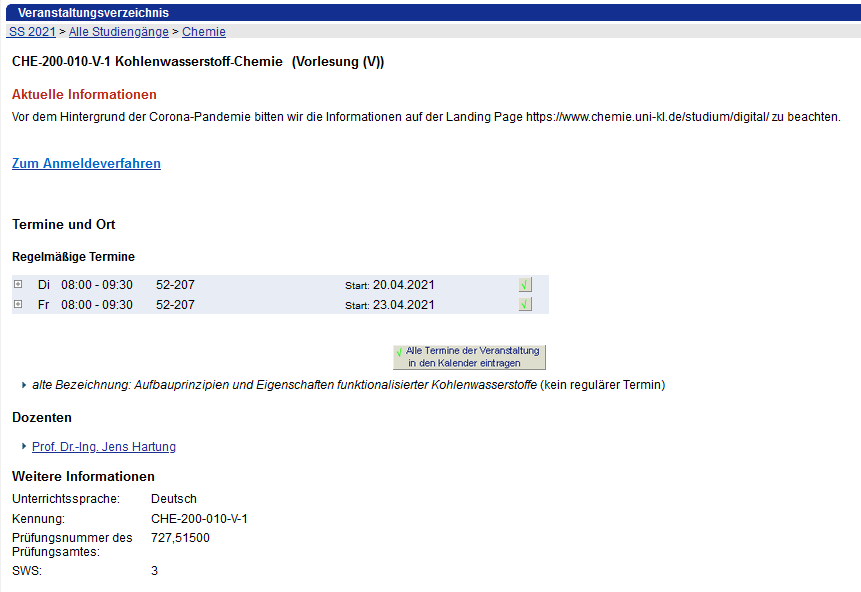 Veranstaltungsverzeichnis
SS 2021 > Alle Studiengänge > Chemie
CHE-200-010-V-1 Kohlenwasserstoff-Chemie (Vorlesung (V))
Aktuelle Informationen
Vor dem Hintergrund der Corona-Pandemie bitten wir die Informationen auf der Landing Page https://www.chemie.uni-kl.de/studium/digital/ zu beachten.
Zum Anmeldeverfahren
Termine und Ort
Regelmäßige Termine
Di 08:00 - 09:30 52-207 Start: 20.04.2021 √
Fr 08:00 - 09:30 52-207 Start: 23.04.2021 √
√ Alle Termine der Veranstaltung
in den Kalender eintragen
alte Bezeichnung: Aufbauprinzipien und Eigenschaften funktionalisierter Kohlenwasserstoffe (kein regulärer Termin)
Dozenten
Prof. Dr.-Ing. Jens Hartung
Weitere Informationen
Unterrichtssprache: Deutsch
Kennung: CHE-200-010-V-1
Prüfungsnummer des 727,51500
Prüfungsamtes:
SWS: 3